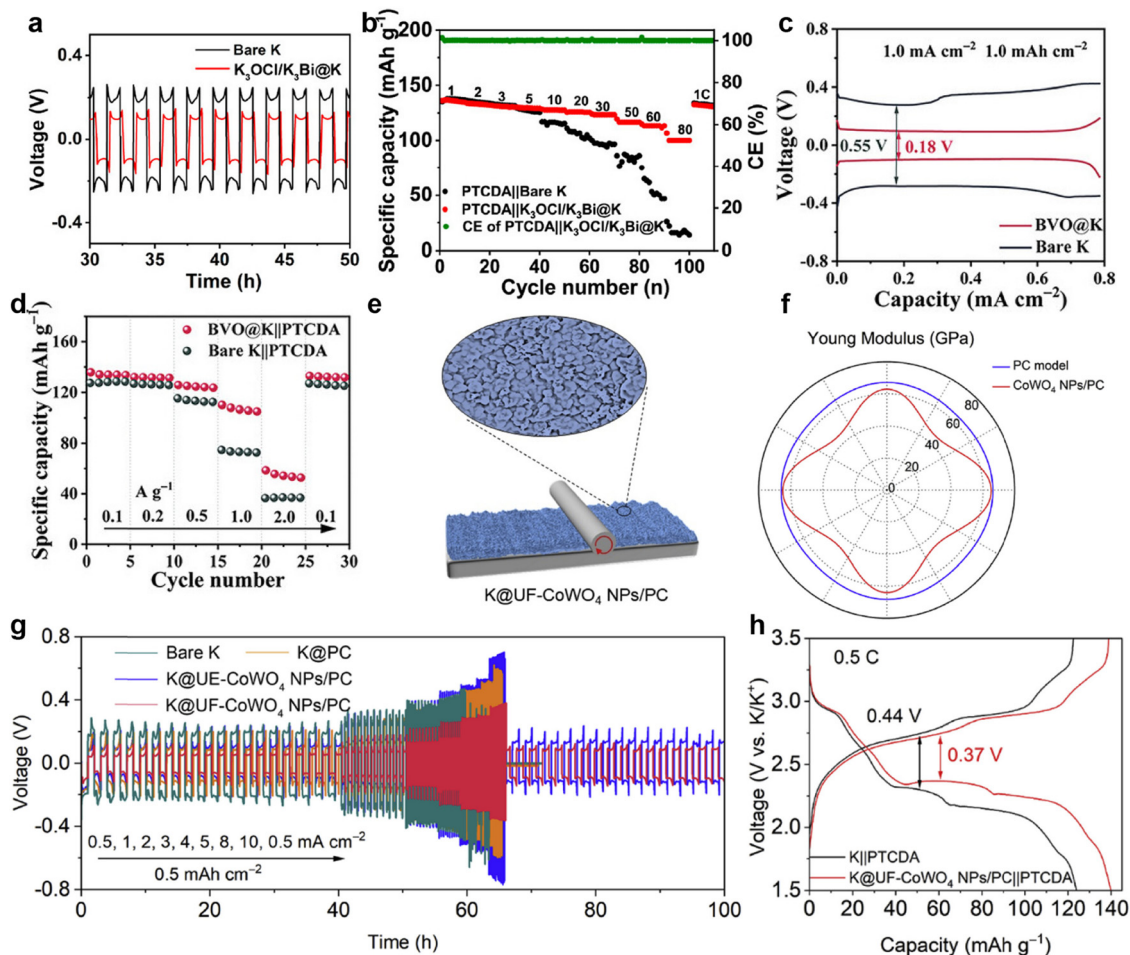 a
Voltage (V)
0.4
0.0
-0.4
Bare K
K₃OCl/K₃Bi@K
30 35 40 45 50
Time (h)
b
Specific capacity (mAh g⁻¹)
200
150
125
100
75
50
25
0
1 2 3 5 10 20 30 50 60 80 1C
100
80
60
40
20
0
CE (%)
PTCDA||Bare K
PTCDA||K₃OCl/K₃Bi@K
CE of PTCDA||K₃OCl/K₃Bi@K
0 20 40 60 80 100
Cycle number (n)
c
Voltage (V)
0.8
0.4
0.0
-0.4
-0.8
1.0 mA cm⁻² 1.0 mAh cm⁻²
0.55 V
0.18 V
BVO@K
Bare K
0.0 0.2 0.4 0.6 0.8
Capacity (mA cm⁻²)
d
Specific capacity (mAh g⁻¹)
160
120
80
40
0
BVO@K||PTCDA
Bare K||PTCDA
A g⁻¹
0.1 0.2 0.5 1.0 2.0 0.1
0 5 10 15 20 25 30
Cycle number
e
K@UF-CoWO₄ NPs/PC
f
Young Modulus (GPa)
PC model
CoWO₄ NPs/PC
80
60
40
20
0
g
Voltage (V)
0.8
0.4
0.0
-0.4
-0.8
Bare K
K@PC
K@UE-CoWO₄ NPs/PC
K@UF-CoWO₄ NPs/PC
0.5, 1, 2, 3, 4, 5, 8, 10, 0.5 mA cm⁻²
0.5 mAh cm⁻²
0 20 40 60 80 100
Time (h)
h
Voltage (V vs. K/K⁺)
3.5
3.0
2.5
2.0
1.5
0.5 C
0.44 V
0.37 V
K||PTCDA
K@UF-CoWO₄ NPs/PC||PTCDA
0 20 40 60 80 100 120 140
Capacity (mAh g⁻¹)